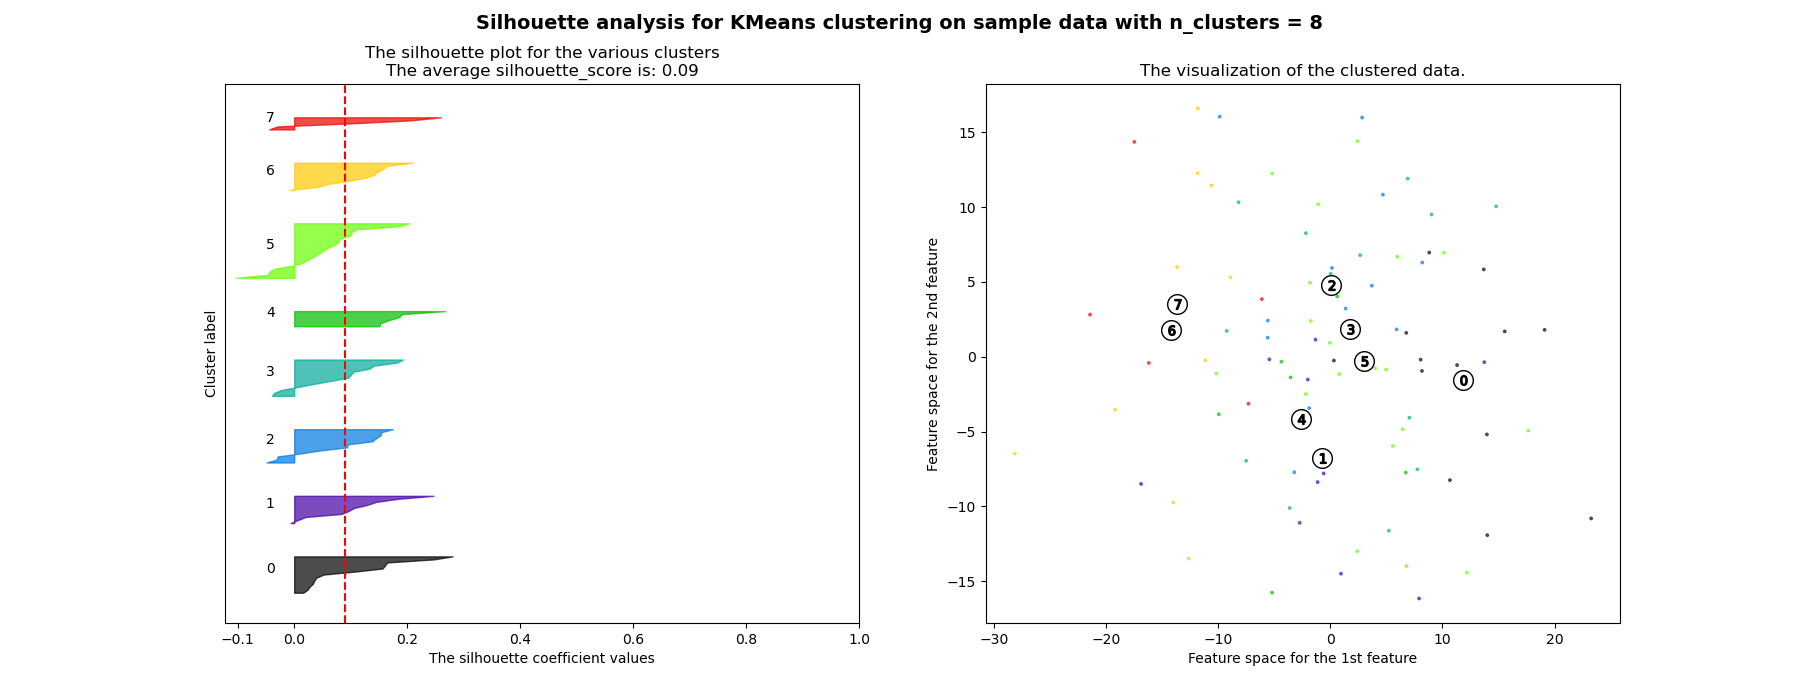 Silhouette analysis for KMeans clustering on sample data with n_clusters = 8
The silhouette plot for the various clusters
The average silhouette_score is: 0.09
7
6
5
4
3
2
1
0
Cluster label
−0.1 0.0 0.2 0.4 0.6 0.8 1.0
The silhouette coefficient values
The visualization of the clustered data.
15
10
5
0
−5
−10
−15
Feature space for the 2nd feature
2
7
3
6
5
0
4
1
−30 −20 −10 0 10 20
Feature space for the 1st feature